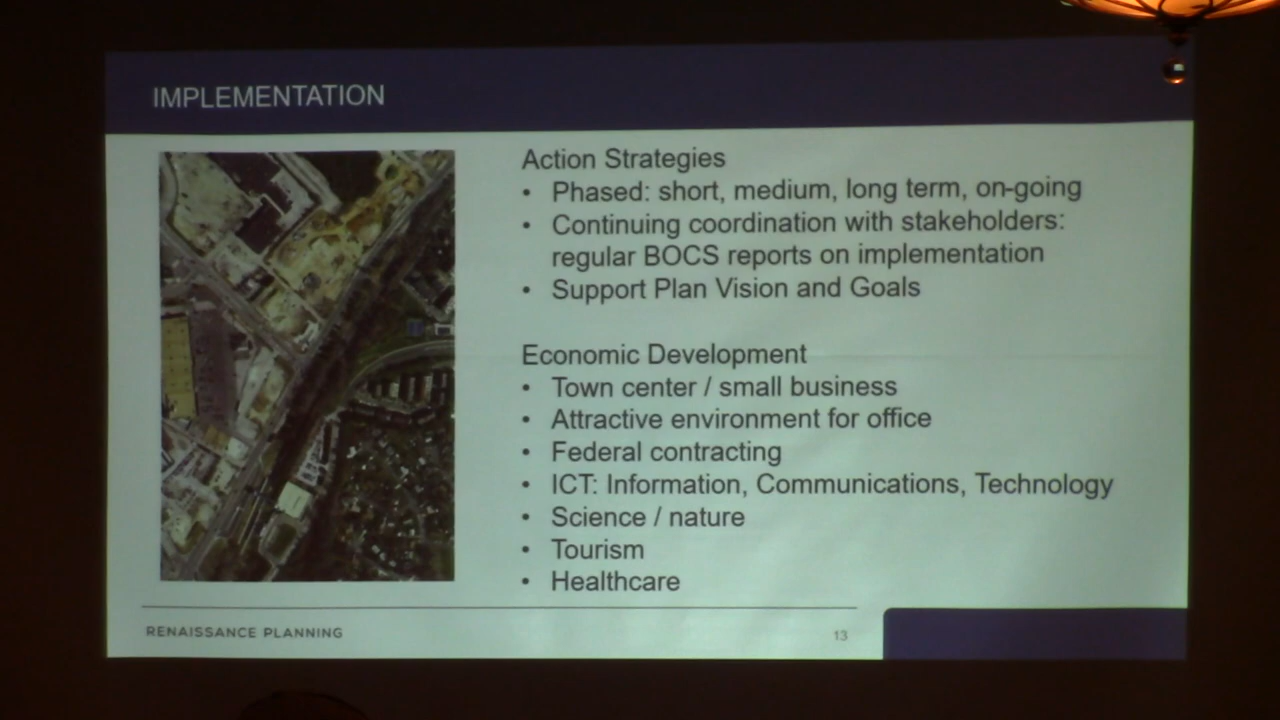 IMPLEMENTATION
Action Strategies
• Phased: short, medium, long term, on-going
• Continuing coordination with stakeholders:
regular BOCS reports on implementation
• Support Plan Vision and Goals
Economic Development
• Town center / small business
• Attractive environment for office
• Federal contracting
• ICT: Information, Communications, Technology
• Science / nature
• Tourism
• Healthcare
RENAISSANCE PLANNING
13